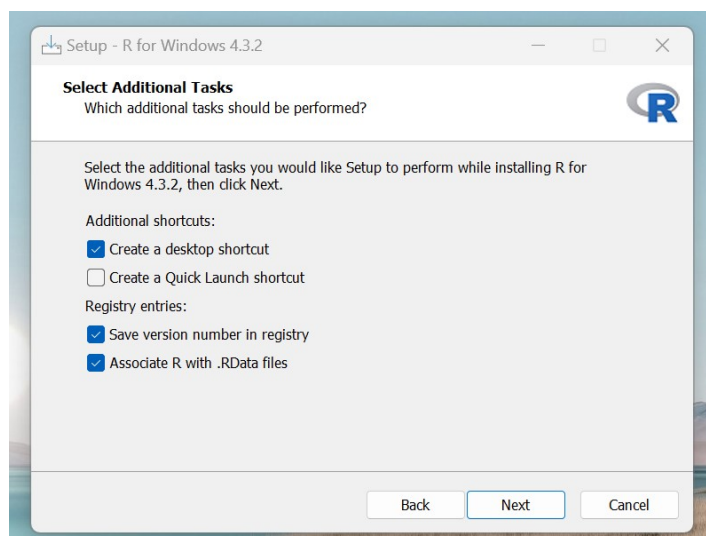 Setup - R for Windows 4.3.2
Select Additional Tasks
Which additional tasks should be performed?
R
Select the additional tasks you would like Setup to perform while installing R for
Windows 4.3.2, then click Next.
Additional shortcuts:
Create a desktop shortcut
Create a Quick Launch shortcut
Registry entries:
Save version number in registry
Associate R with .RData files
Back
Next
Cancel